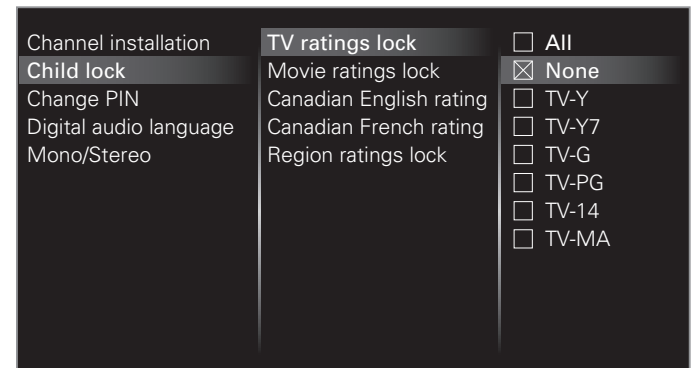 Channel installation
Child lock
Change PIN
Digital audio language
Mono/Stereo
TV ratings lock
Movie ratings lock
Canadian English rating
Canadian French rating
Region ratings lock
All
None
TV-Y
TV-Y7
TV-G
TV-PG
TV-14
TV-MA